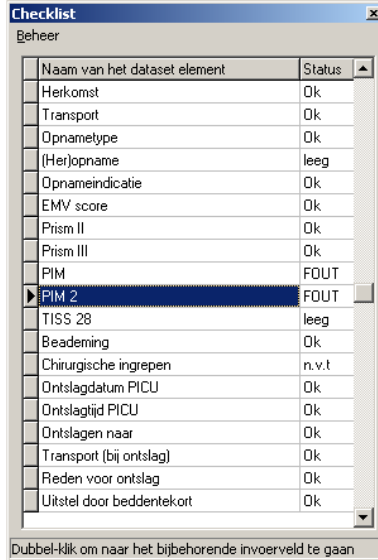 Checklist
Beheer
Naam van het dataset element Status
Herkomst Ok
Transport Ok
Opnametype Ok
(Her)opname leeg
Opnameindicatie Ok
EMV score Ok
Prism II Ok
Prism III Ok
PIM FOUT
PIM 2 FOUT
TISS 28 leeg
Beademing Ok
Chirurgische ingrepen n.v.t
Ontslagdatum PICU Ok
Ontslagtijd PICU Ok
Ontslagen naar Ok
Transport (bij ontslag) Ok
Reden voor ontslag Ok
Uitstel door beddentekort Ok
Dubbel-klik om naar het bijbehorende invoerveld te gaan